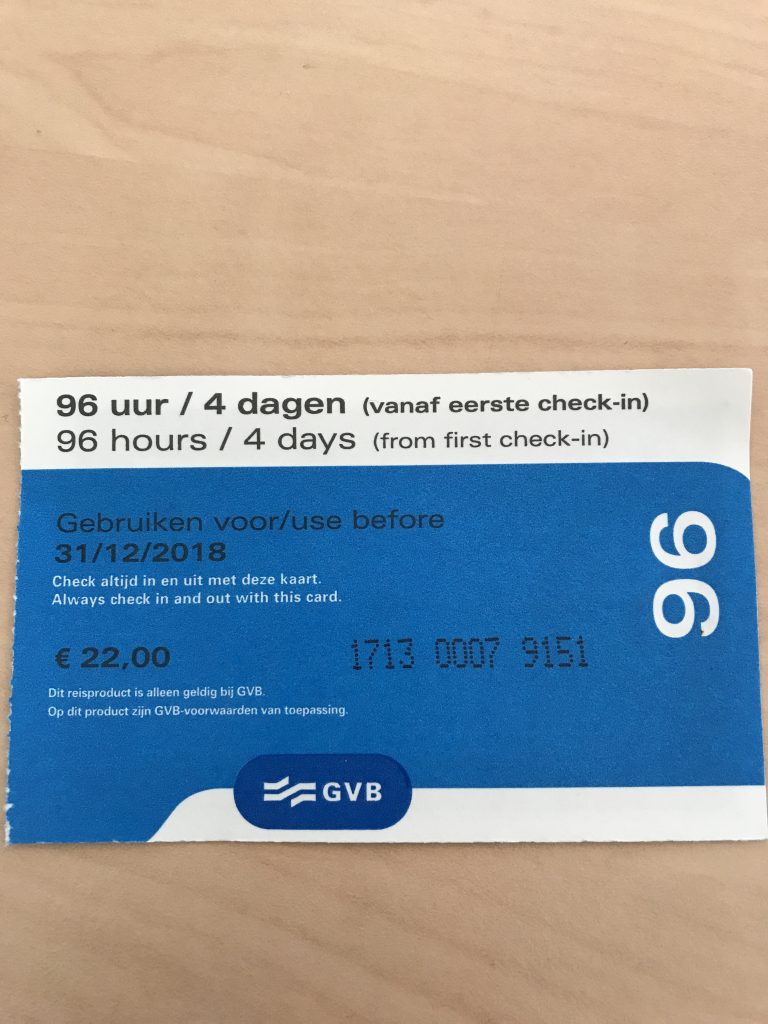 96 uur / 4 dagen (vanaf eerste check-in)
96 hours / 4 days (from first check-in)
Gebruiken voor/use before
31/12/2018
Check altijd in en uit met deze kaart.
Always check in and out with this card.
96
€ 22,00
1713 0007 9151
Dit reisproduct is alleen geldig bij GVB.
Op dit product zijn GVB-voorwaarden van toepassing.
GVB